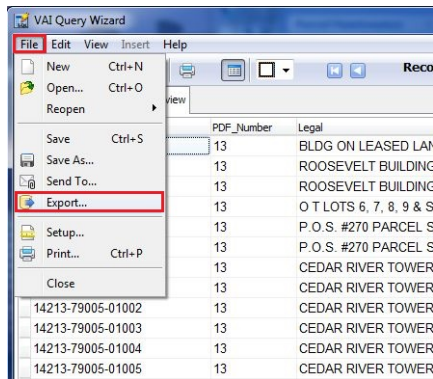 VAI Query Wizard
File Edit View Insert Help
New Ctrl+N
Open... Ctrl+O
Reopen
Save Ctrl+S
Save As...
Send To...
Export...
Setup...
Print... Ctrl+P
Close
Reco
view
PDF_Number Legal
13 BLDG ON LEASED LAN
13 ROOSEVELT BUILDING
13 ROOSEVELT BUILDING
13 O T LOTS 6, 7, 8, 9 & S
13 P.O.S. #270 PARCEL S
13 P.O.S. #270 PARCEL S
13 CEDAR RIVER TOWER
14213-79005-01002 13 CEDAR RIVER TOWER
14213-79005-01003 13 CEDAR RIVER TOWER
14213-79005-01004 13 CEDAR RIVER TOWER
14213-79005-01005 13 CEDAR RIVER TOWER